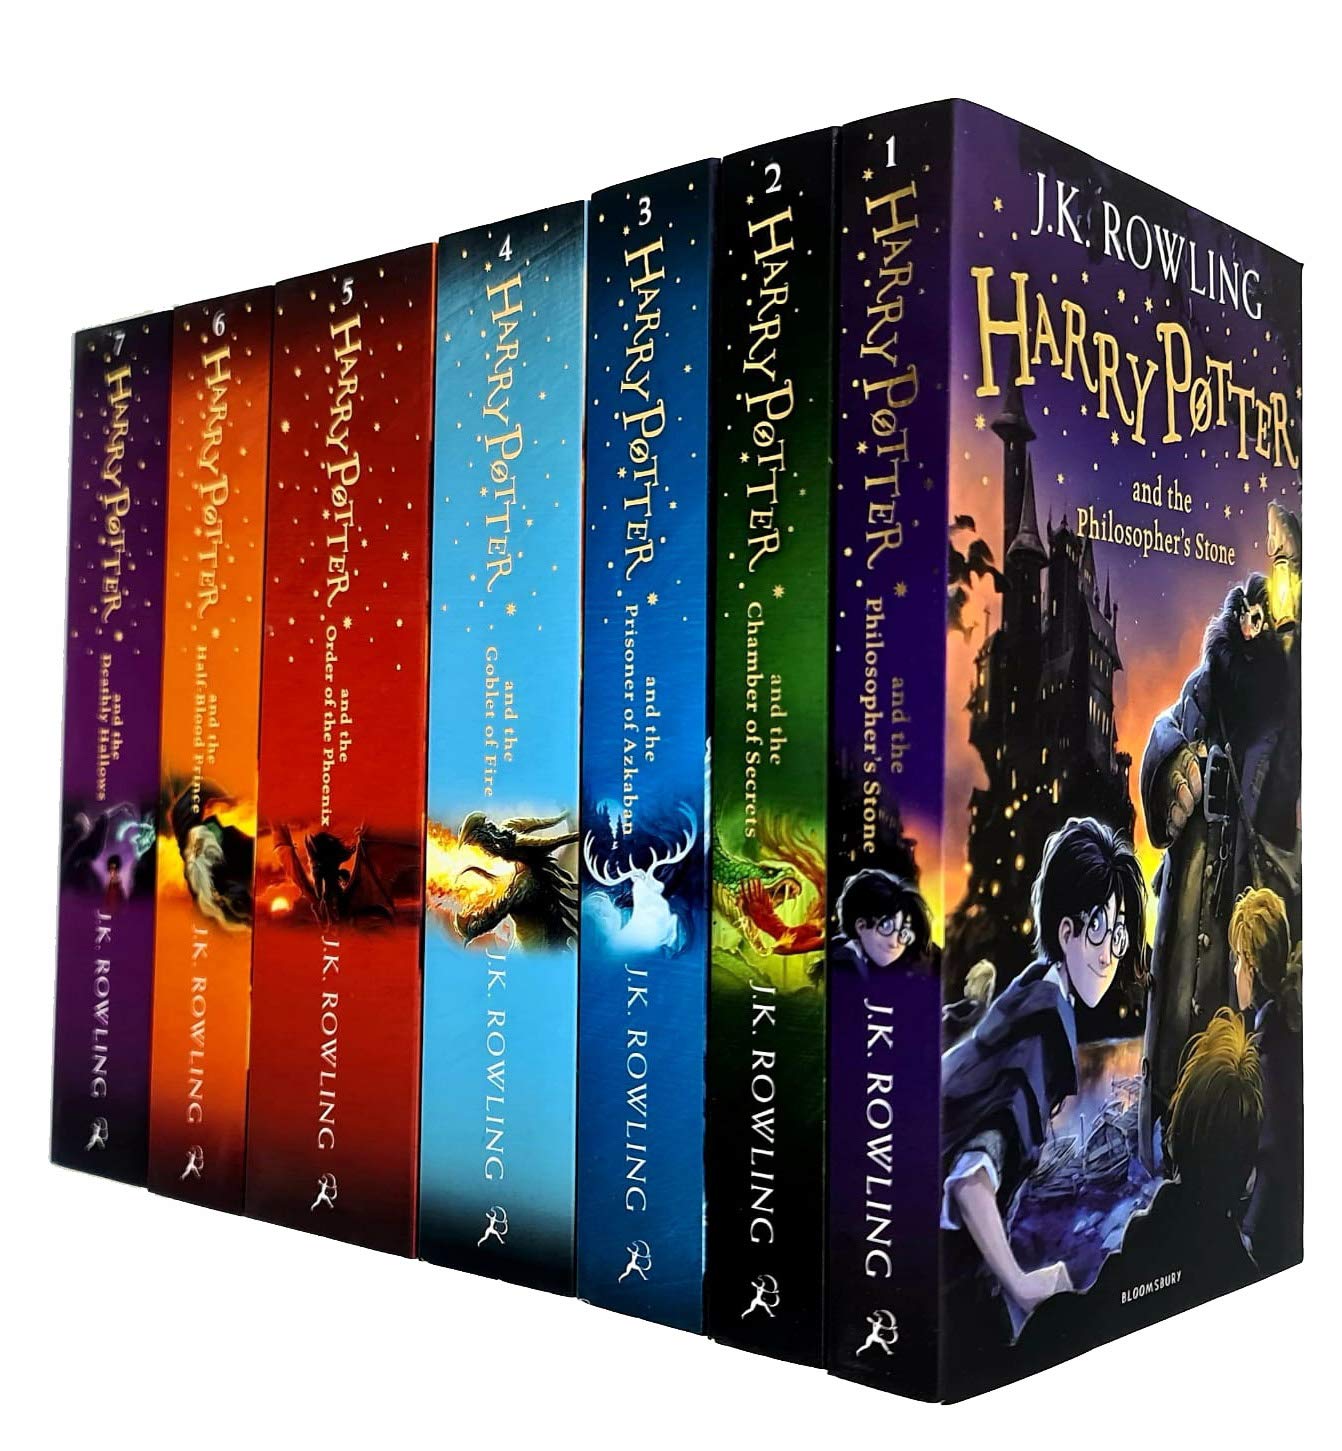 7
HARRY POTTER
and the
Deathly Hallows
J.K. ROWLING
6
HARRY POTTER
and the
Half-Blood Prince
J.K. ROWLING
5
HARRY POTTER
and the
Order of the Phoenix
J.K. ROWLING
4
HARRY POTTER
and the
Goblet of Fire
J.K. ROWLING
3
HARRY POTTER
and the
Prisoner of Azkaban
J.K. ROWLING
2
HARRY POTTER
and the
Chamber of Secrets
J.K. ROWLING
1
HARRY POTTER
and the
Philosopher's Stone
J.K. ROWLING
J.K. ROWLING
HARRY POTTER
and the
Philosopher's Stone
BLOOMSBURY